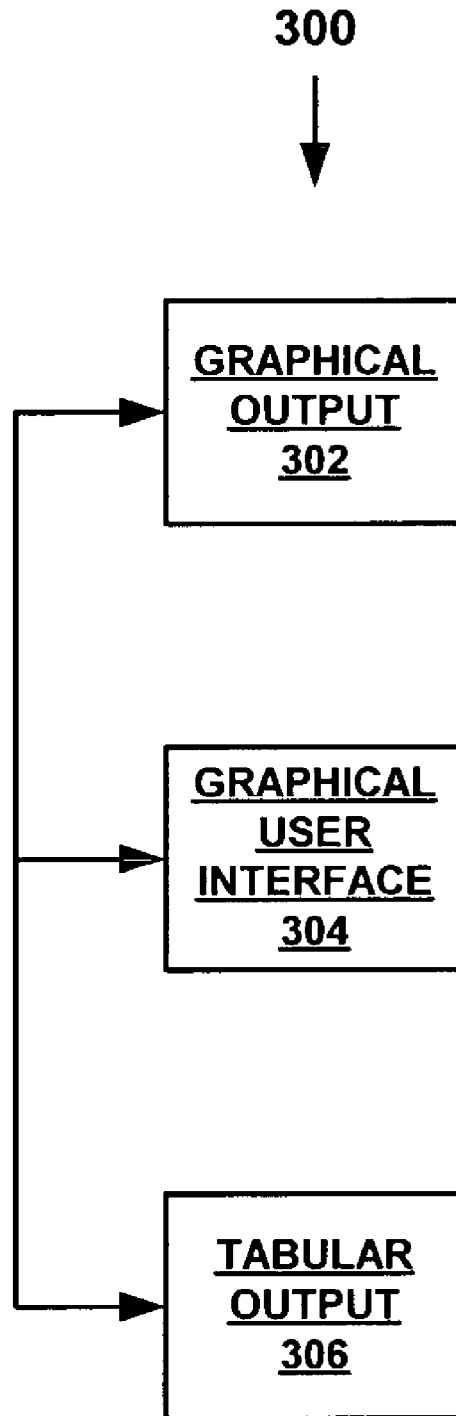 300
GRAPHICAL
OUTPUT
302
GRAPHICAL
USER
INTERFACE
304
TABULAR
OUTPUT
306